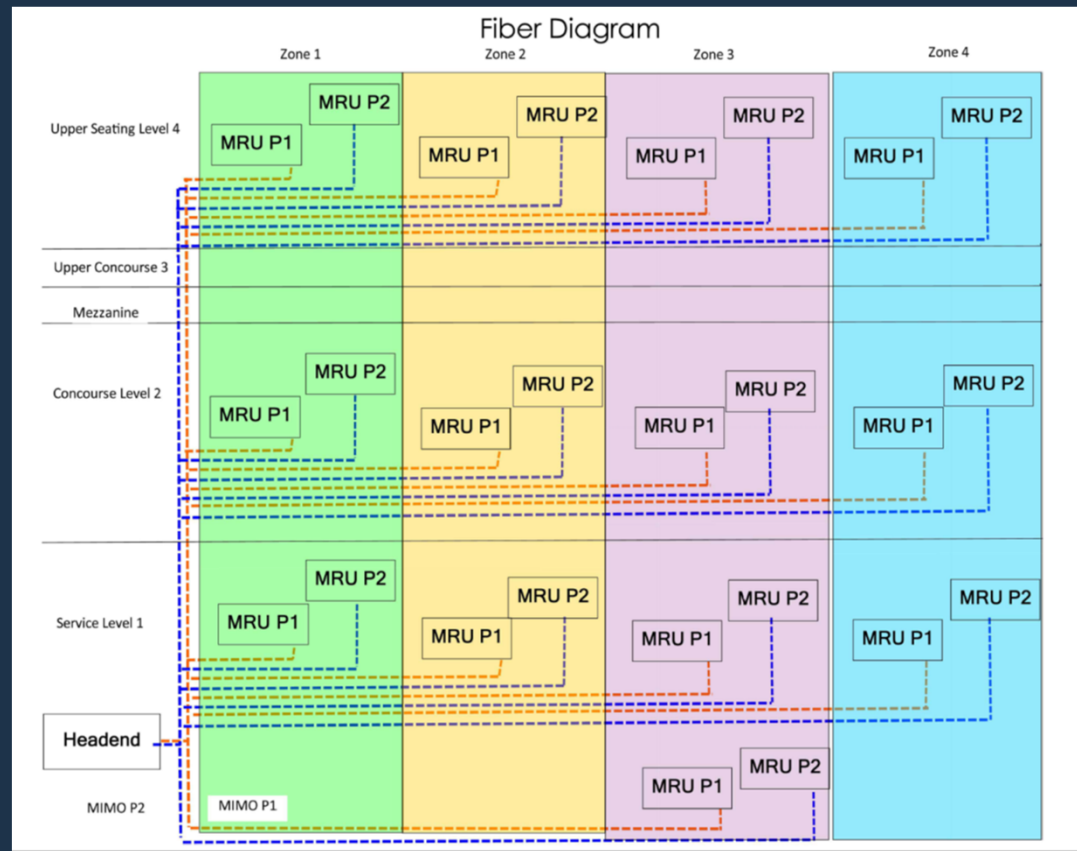 Fiber Diagram
Zone 1
Zone 2
Zone 3
Zone 4
Upper Seating Level 4
MRU P1
MRU P2
MRU P1
MRU P2
MRU P1
MRU P2
MRU P1
MRU P2
Upper Concourse 3
Mezzanine
Concourse Level 2
MRU P1
MRU P2
MRU P1
MRU P2
MRU P1
MRU P2
MRU P1
MRU P2
Service Level 1
MRU P1
MRU P2
MRU P1
MRU P2
MRU P1
MRU P2
MRU P1
MRU P2
Headend
MRU P1
MRU P2
MIMO P2
MIMO P1